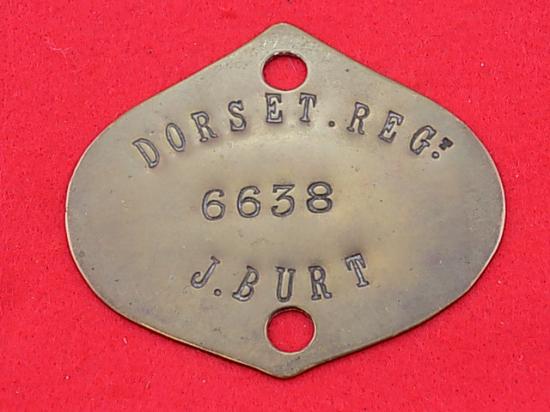 DORSET. REGT.
6638
J. BURT